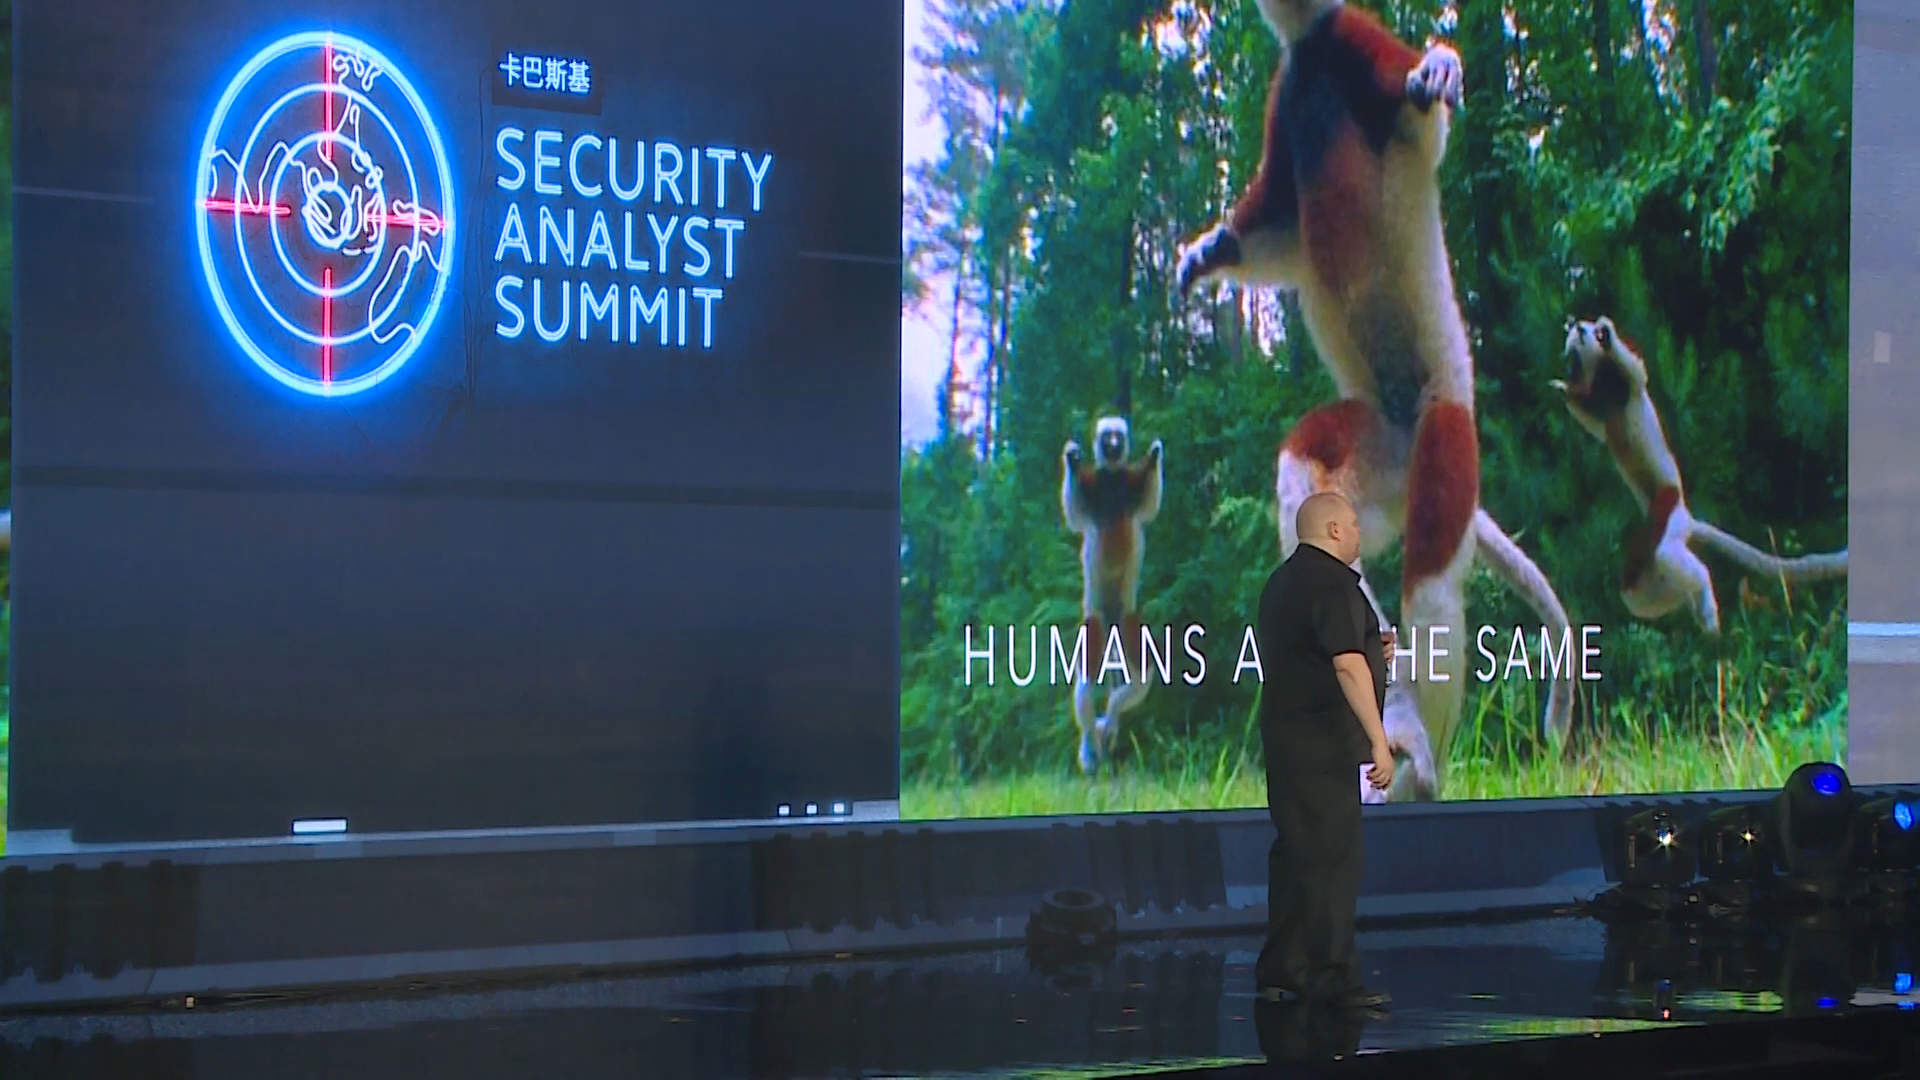 卡巴斯基
SECURITY
ANALYST
SUMMIT
HUMANS A HE SAME